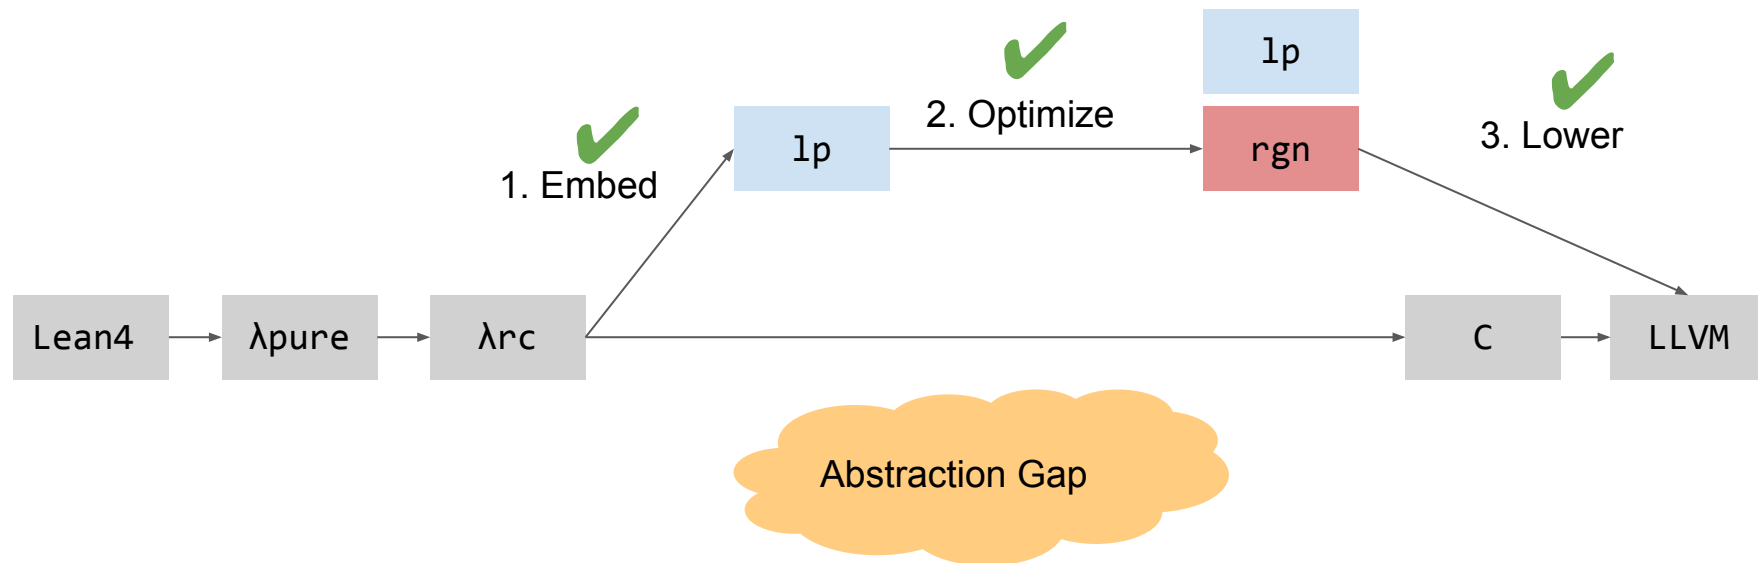 lp
2. Optimize
3. Lower
lp
rgn
1. Embed
Lean4
λpure
λrc
C
LLVM
Abstraction Gap